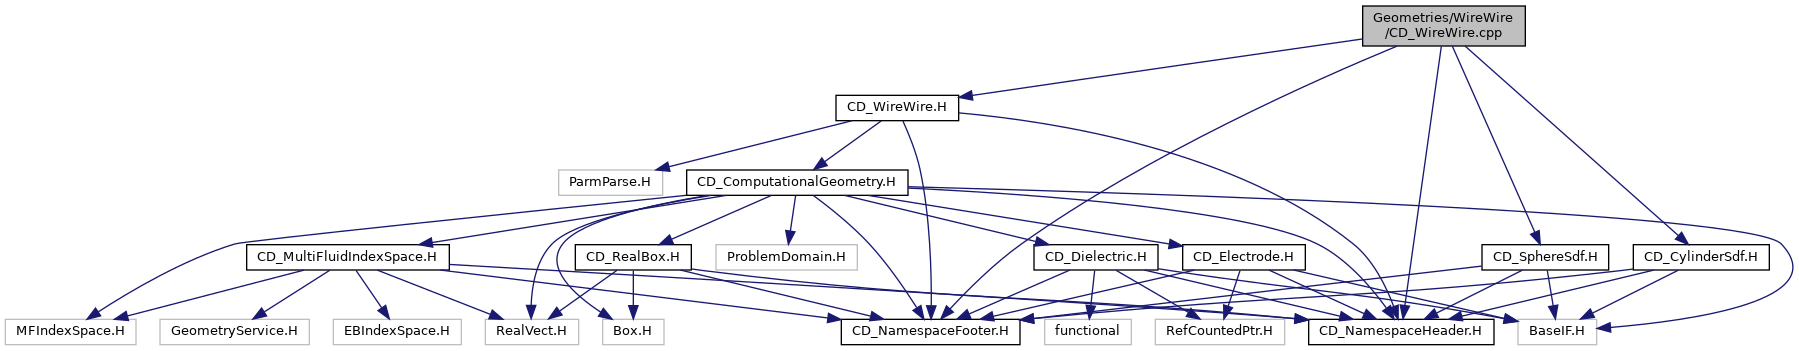 Geometries/WireWire
/CD_WireWire.cpp
CD_WireWire.H
ParmParse.H
CD_ComputationalGeometry.H
CD_MultiFluidIndexSpace.H
CD_RealBox.H
ProblemDomain.H
CD_Dielectric.H
CD_Electrode.H
CD_SphereSdf.H
CD_CylinderSdf.H
MFIndexSpace.H
GeometryService.H
EBIndexSpace.H
RealVect.H
Box.H
CD_NamespaceFooter.H
functional
RefCountedPtr.H
CD_NamespaceHeader.H
BaseIF.H